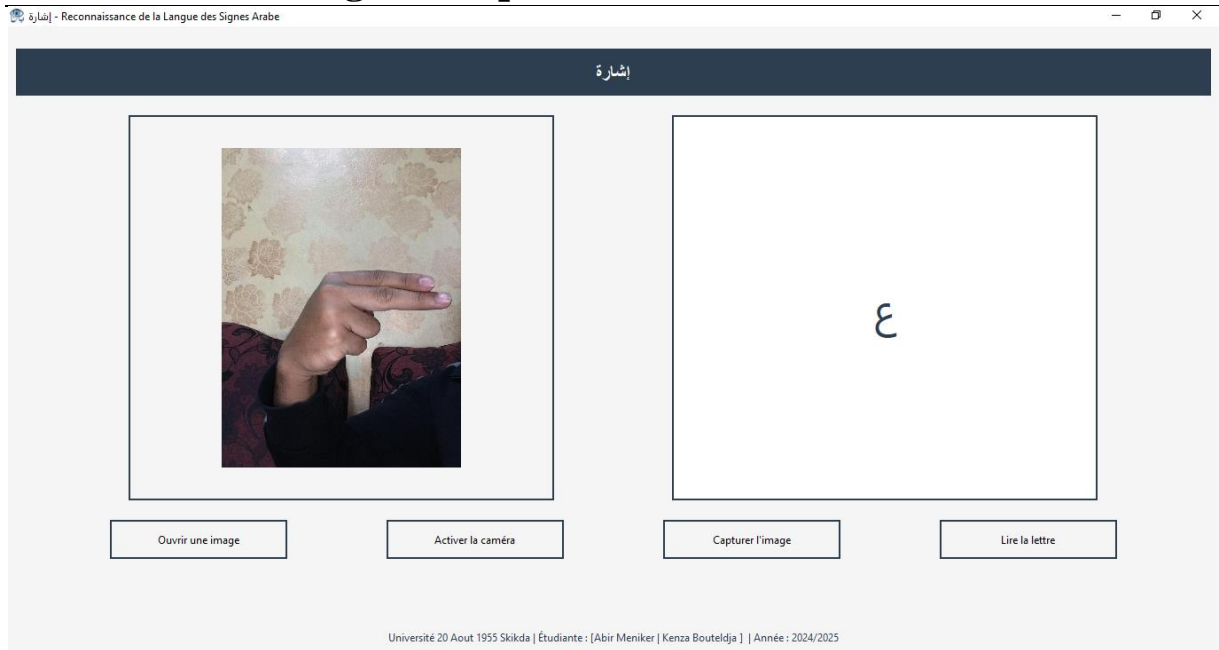 إشارة - Reconnaissance de la Langue des Signes Arabe
إشارة
ع
Ouvrir une image
Activer la caméra
Capturer l'image
Lire la lettre
Université 20 Aout 1955 Skikda | Étudiante : [Abir Meniker | Kenza Bouteldja ] | Année : 2024/2025